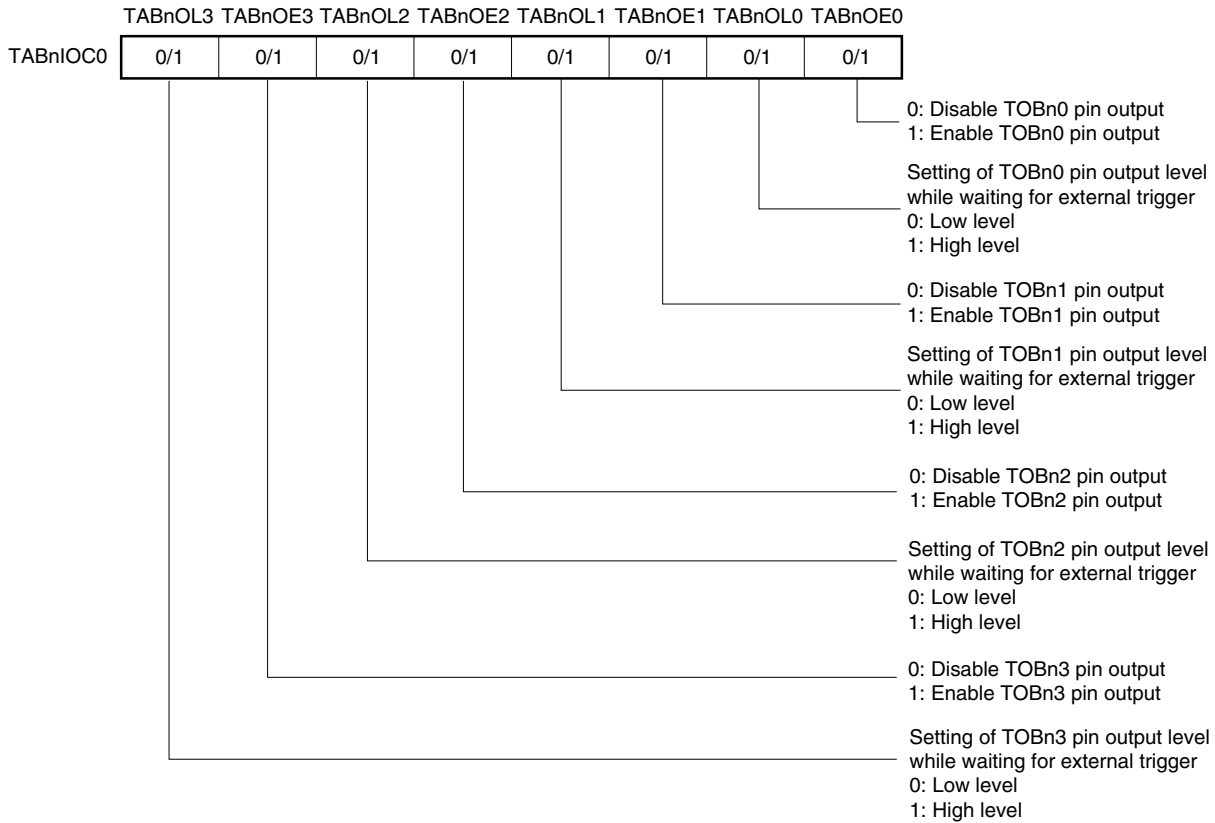 TABnOL3 TABnOE3 TABnOL2 TABnOE2 TABnOL1 TABnOE1 TABnOL0 TABnOE0
TABnIOC0 0/1 0/1 0/1 0/1 0/1 0/1 0/1 0/1
0: Disable TOBn0 pin output
1: Enable TOBn0 pin output
Setting of TOBn0 pin output level
while waiting for external trigger
0: Low level
1: High level
0: Disable TOBn1 pin output
1: Enable TOBn1 pin output
Setting of TOBn1 pin output level
while waiting for external trigger
0: Low level
1: High level
0: Disable TOBn2 pin output
1: Enable TOBn2 pin output
Setting of TOBn2 pin output level
while waiting for external trigger
0: Low level
1: High level
0: Disable TOBn3 pin output
1: Enable TOBn3 pin output
Setting of TOBn3 pin output level
while waiting for external trigger
0: Low level
1: High level